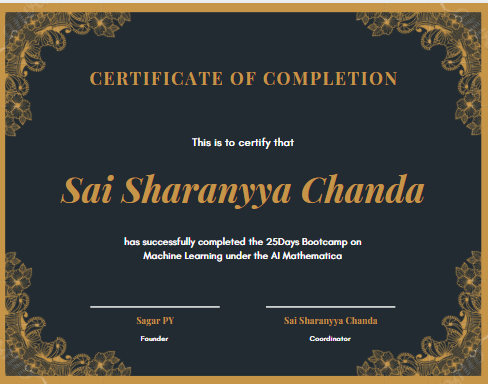 CERTIFICATE OF COMPLETION
This is to certify that
Sai Sharanyya Chanda
has successfully completed the 25Days Bootcamp on
Machine Learning under the AI Mathematica
Sagar PY
Sai Sharanyya Chanda
Founder
Coordinator